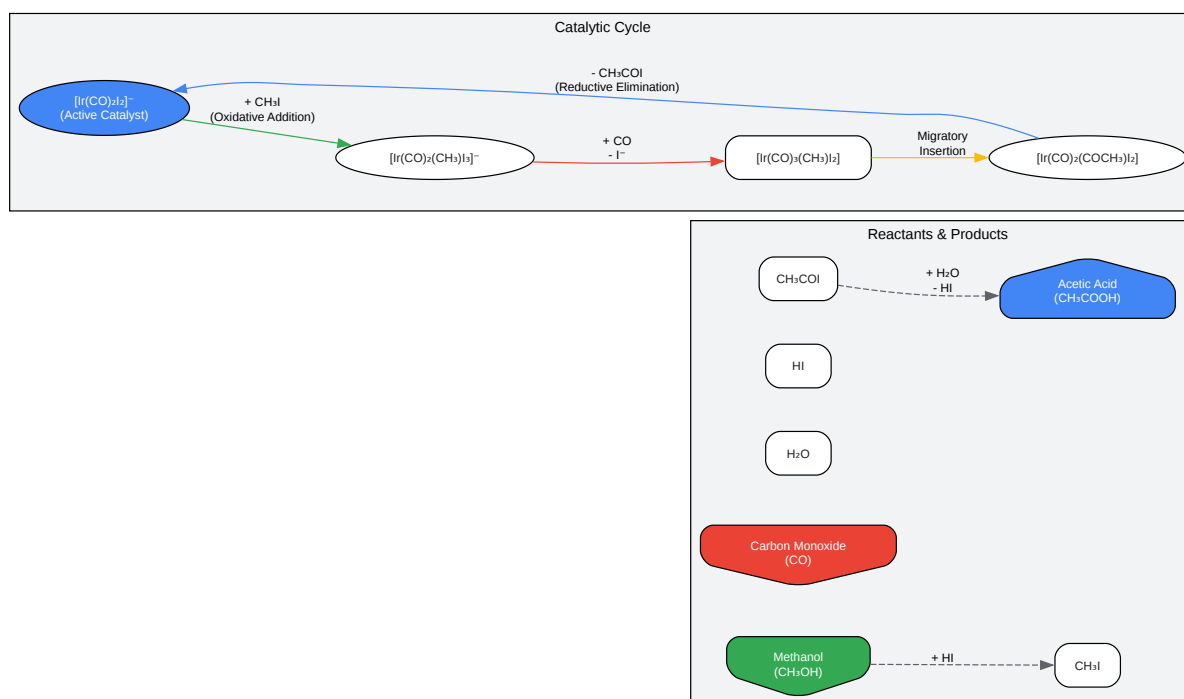 Catalytic Cycle
- CH₃COI
(Reductive Elimination)
[Ir(CO)₂I₂]⁻
(Active Catalyst)
+ CH₃I
(Oxidative Addition)
[Ir(CO)₂(CH₃)I₃]⁻
+ CO
- I⁻
[Ir(CO)₃(CH₃)I₂]
Migratory
Insertion
[Ir(CO)₂(COCH₃)I₂]
Reactants & Products
CH₃COI
+ H₂O
- HI
Acetic Acid
(CH₃COOH)
HI
H₂O
Carbon Monoxide
(CO)
Methanol
(CH₃OH)
+ HI
CH₃I